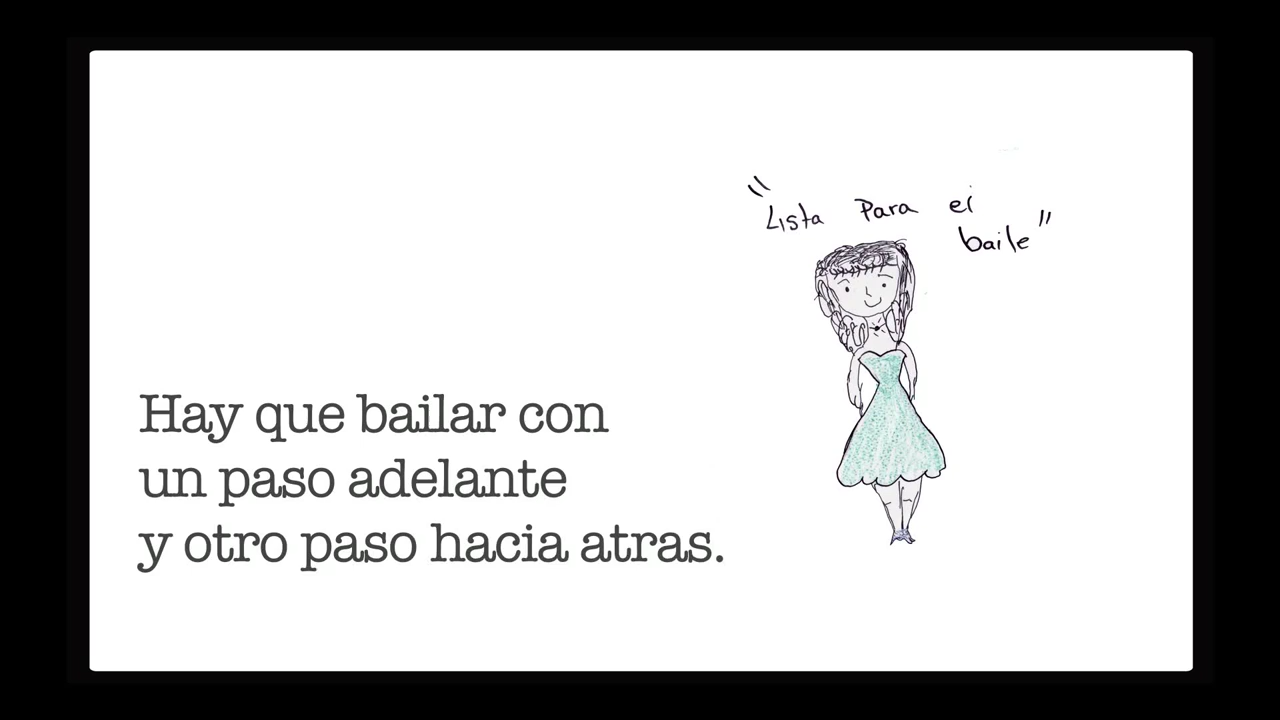 "Lista Para el
baile"
Hay que bailar con
un paso adelante
y otro paso hacia atras.